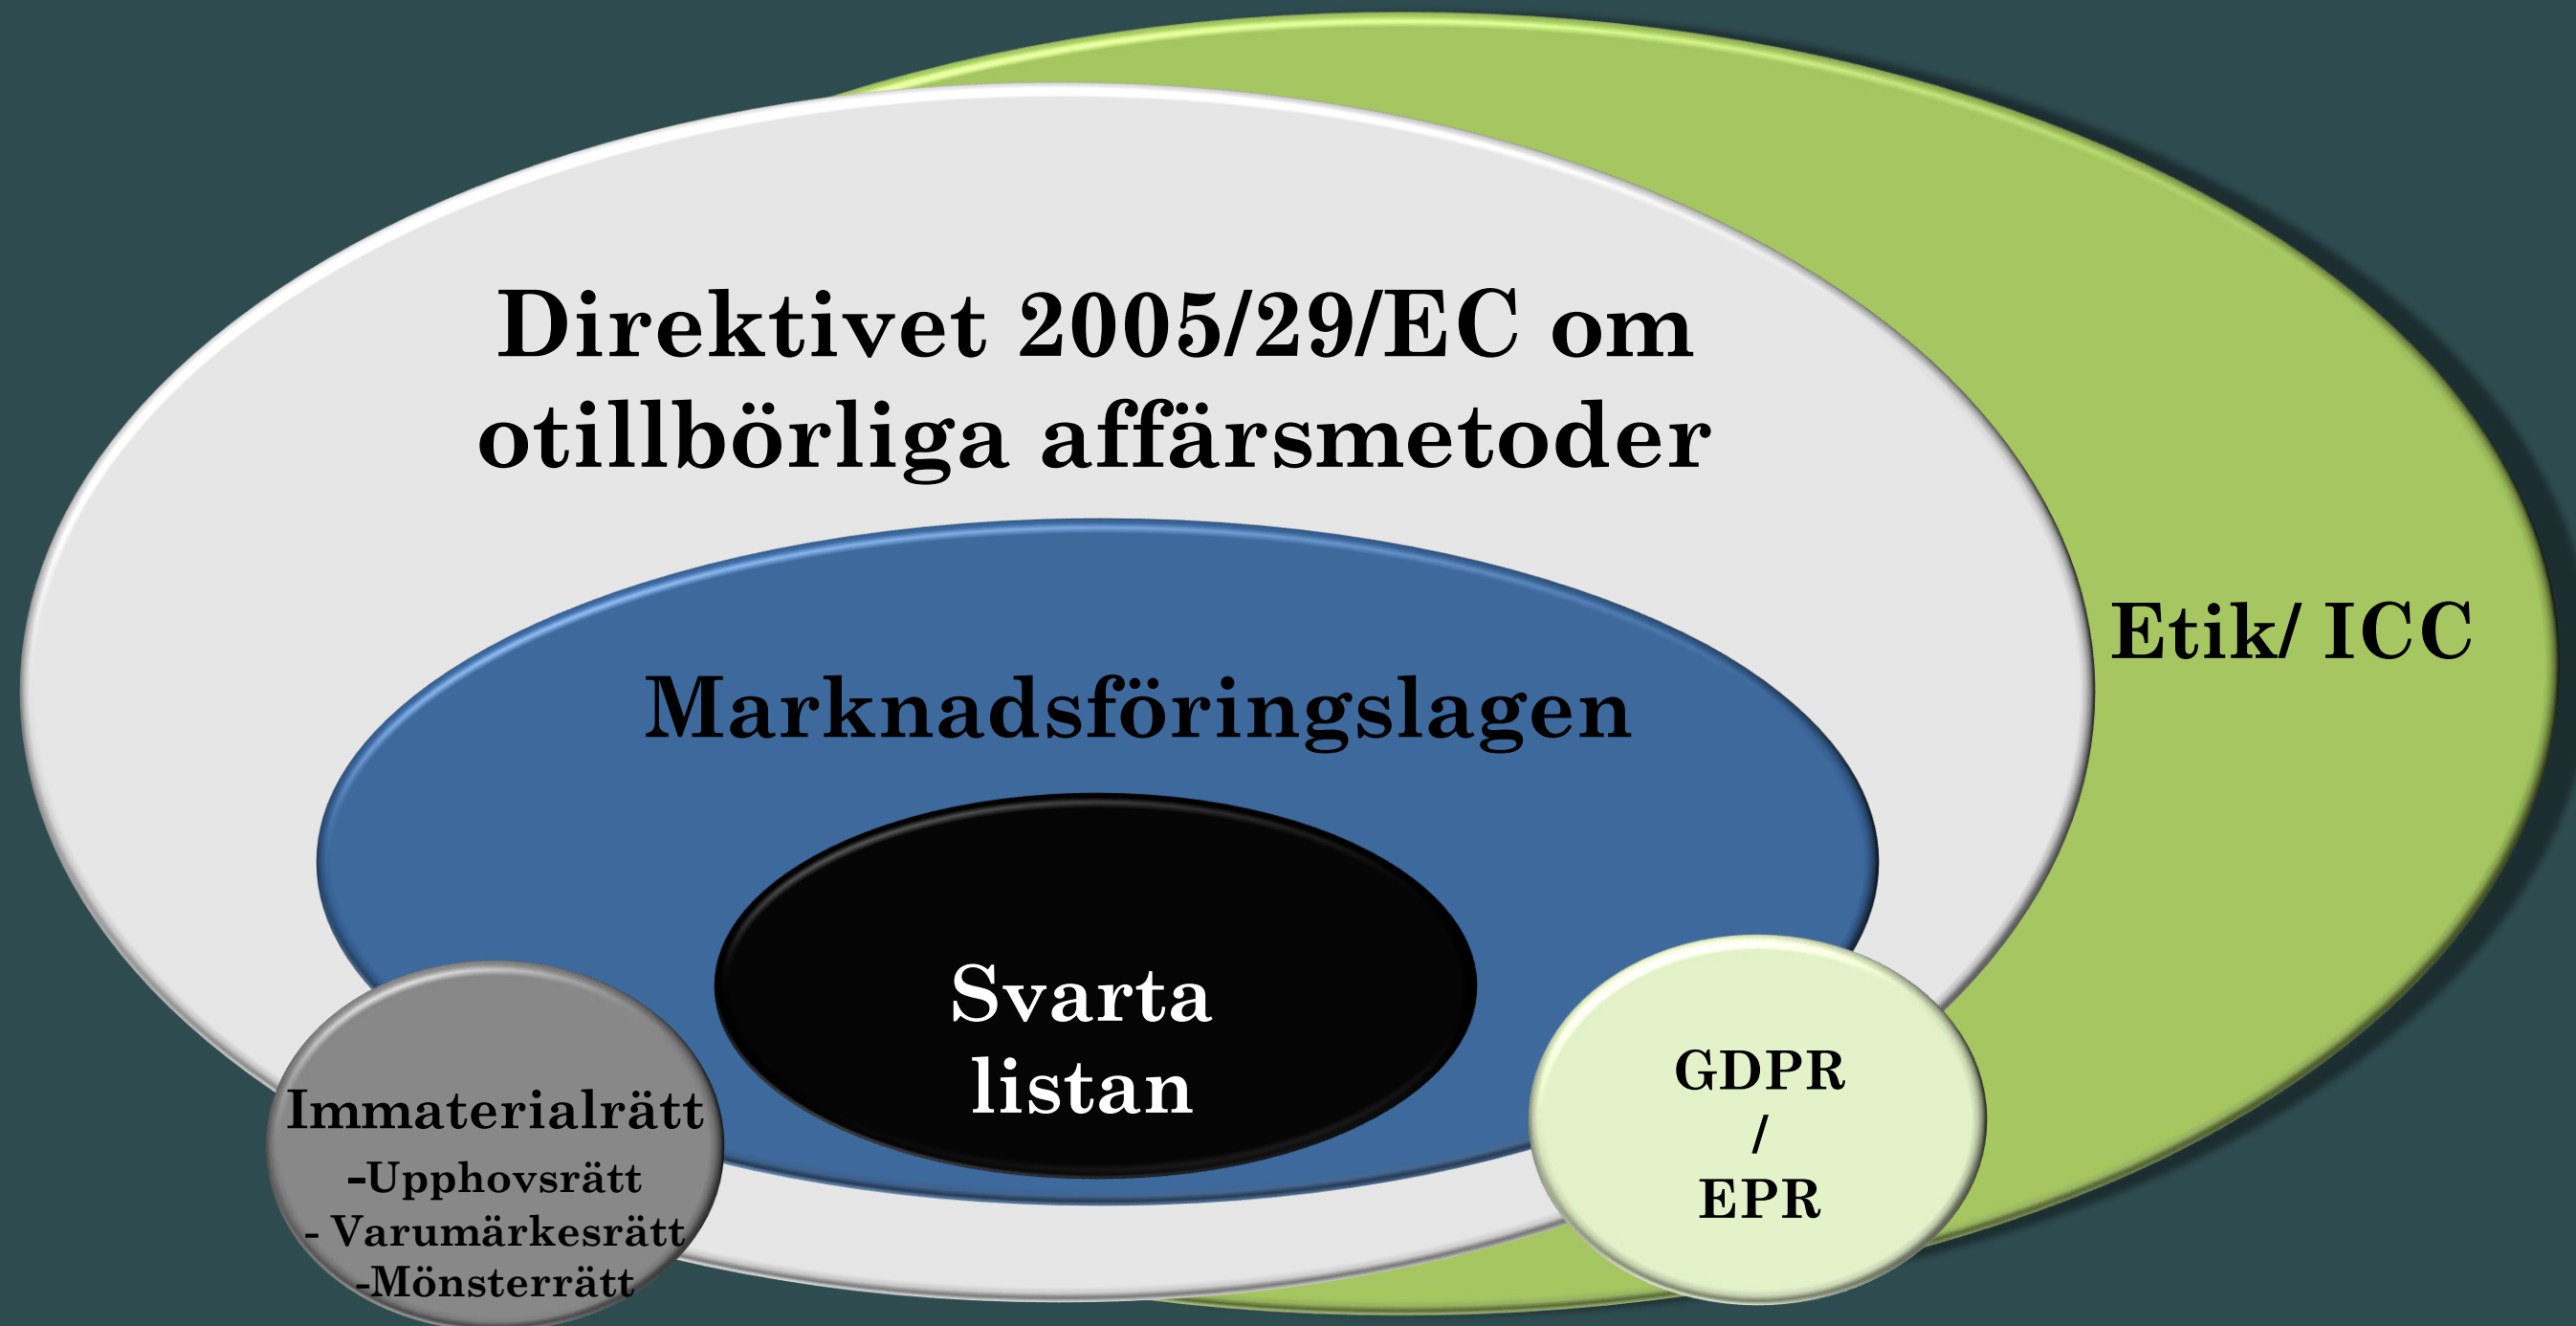 Direktivet 2005/29/EC om
otillbörliga affärsmetoder
Etik/ ICC
Marknadsföringslagen
Svarta
listan
GDPR
/
EPR
Immaterialrätt
-Upphovsrätt
- Varumärkesrätt
-Mönsterrätt